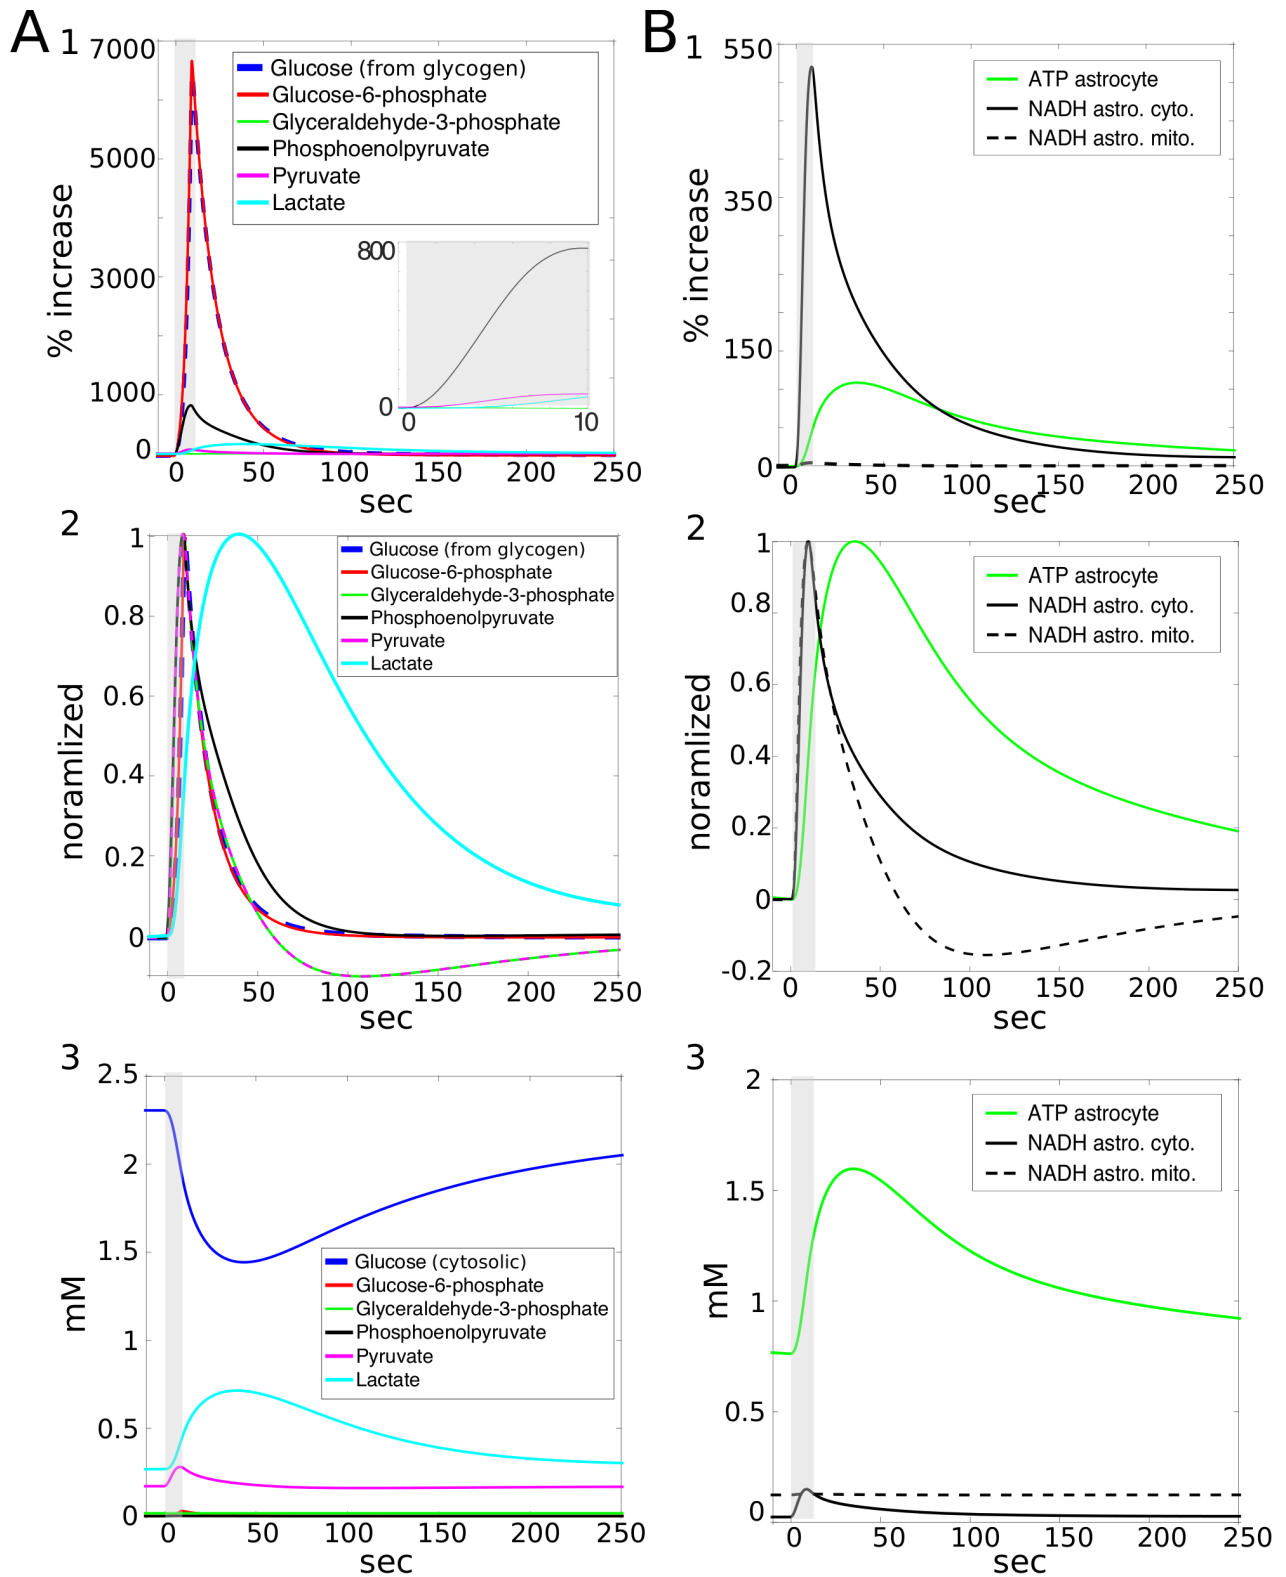 A
1
7000
5000
3000
1000
0
% increase
Glucose (from glycogen)
Glucose-6-phosphate
Glyceraldehyde-3-phosphate
Phosphoenolpyruvate
Pyruvate
Lactate
800
0
0
10
0
50
100
150
200
250
sec
B
1
550
350
150
0
% increase
ATP astrocyte
NADH astro. cyto.
NADH astro. mito.
0
50
100
150
200
250
sec
2
1
0.8
0.6
0.4
0.2
0
noramlized
Glucose (from glycogen)
Glucose-6-phosphate
Glyceraldehyde-3-phosphate
Phosphoenolpyruvate
Pyruvate
Lactate
0
50
100
150
200
250
sec
2
1
0.8
0.6
0.4
0.2
0
-0.2
noramlized
ATP astrocyte
NADH astro. cyto.
NADH astro. mito.
0
50
100
150
200
250
sec
3
2.5
2
1.5
1
0.5
0
mM
Glucose (cytosolic)
Glucose-6-phosphate
Glyceraldehyde-3-phosphate
Phosphoenolpyruvate
Pyruvate
Lactate
0
50
100
150
200
250
sec
3
2
1.5
1
0.5
0
mM
ATP astrocyte
NADH astro. cyto.
NADH astro. mito.
0
50
100
150
200
250
sec